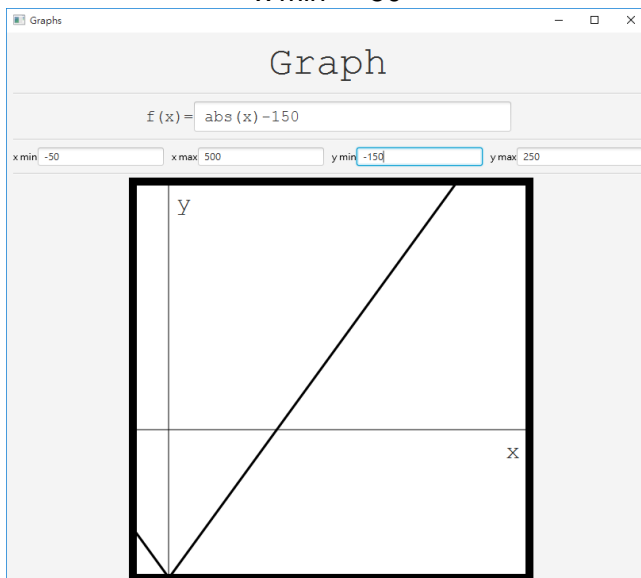 Graphs
Graph
f(x)= abs(x)-150
x min -50 x max 500 y min -150 y max 250
y
x